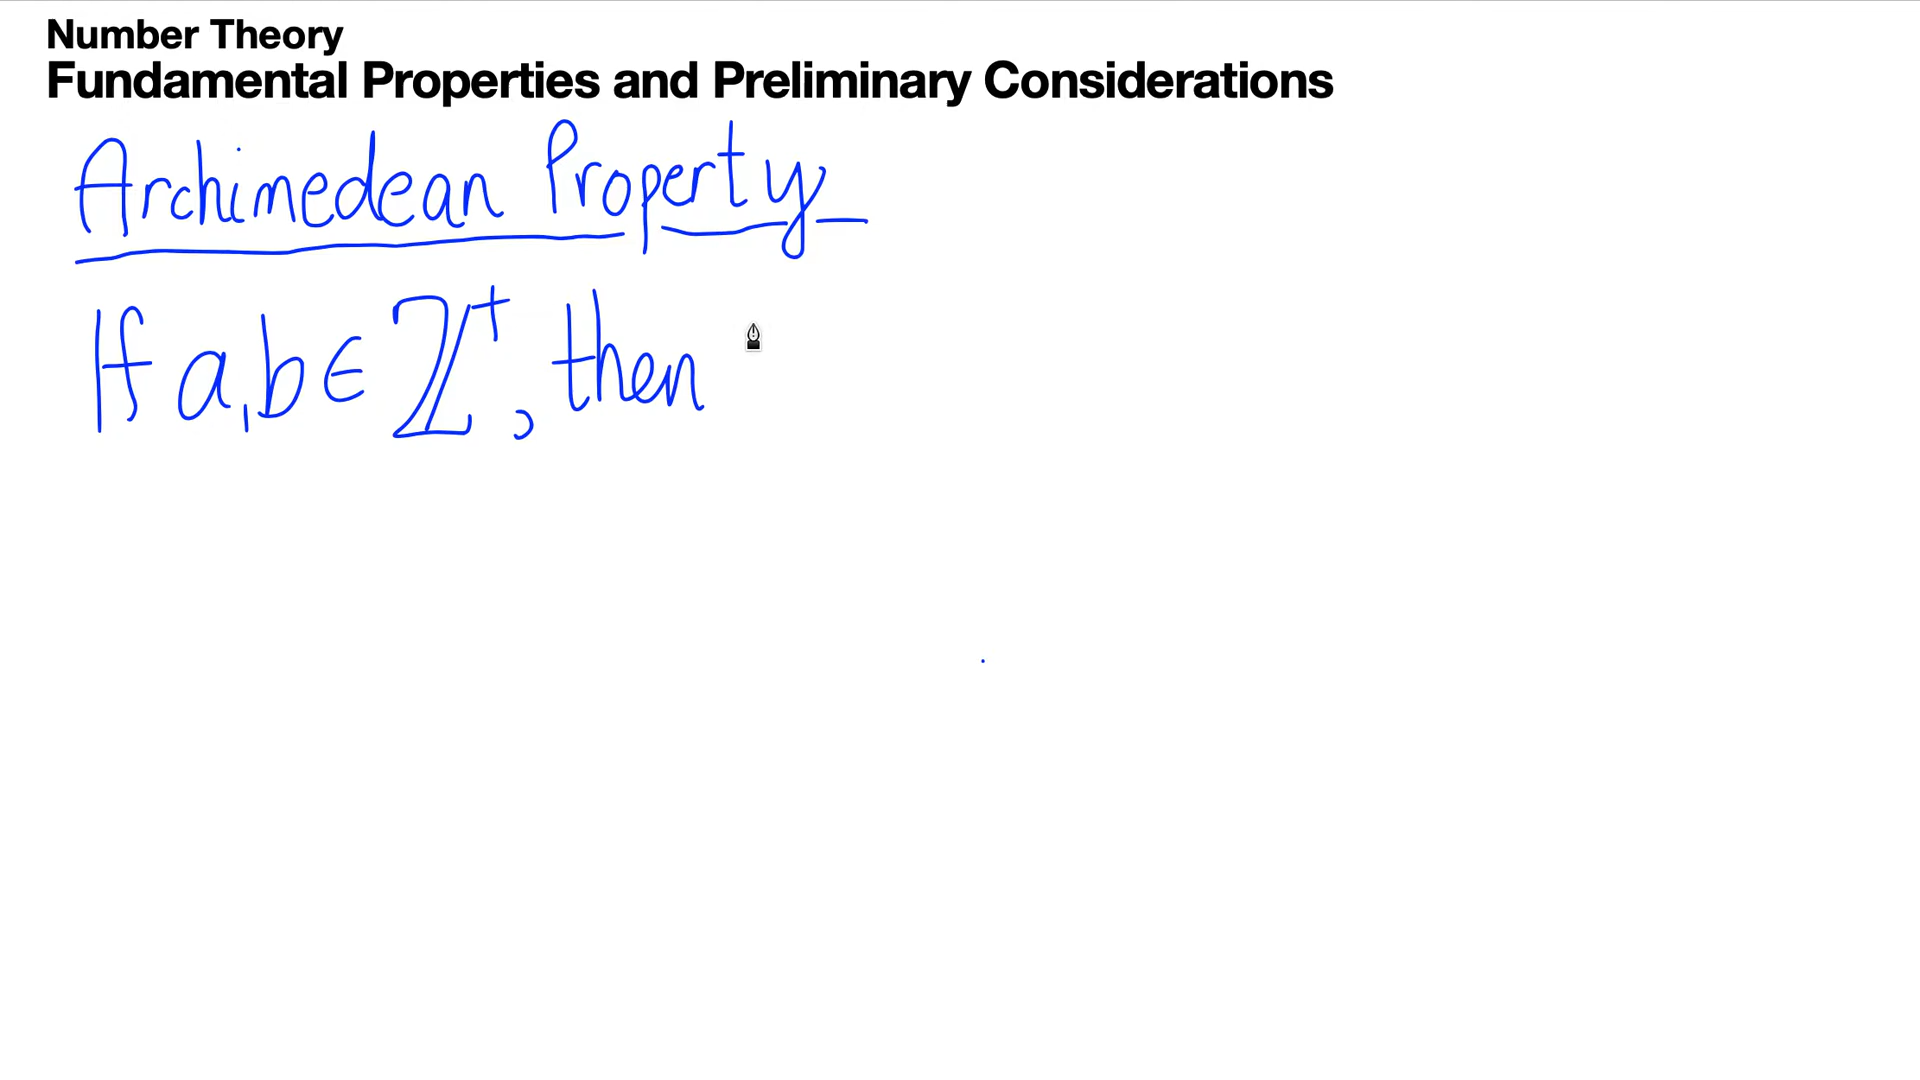 Number Theory
Fundamental Properties and Preliminary Considerations
Archimedean Property
If a,b ∈ ℤ⁺, then